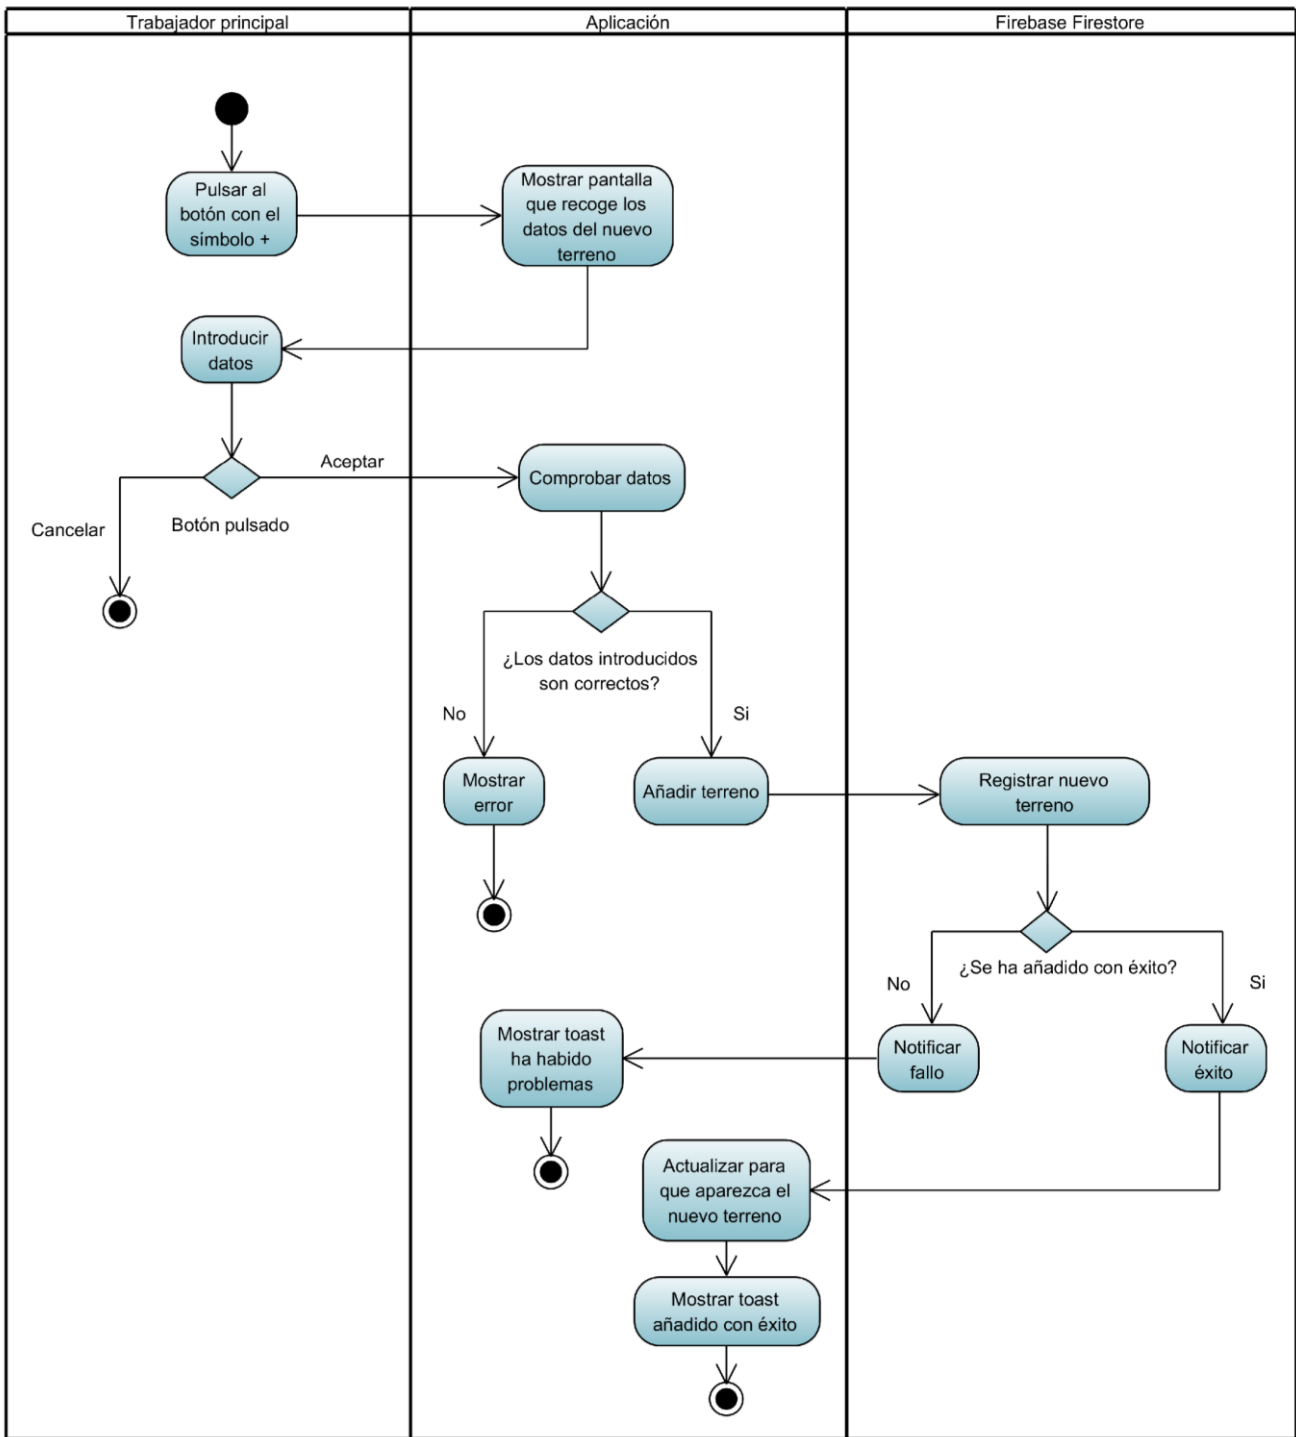 Trabajador principal
Aplicación
Firebase Firestore
Pulsar al
botón con el
símbolo +
Mostrar pantalla
que recoge los
datos del nuevo
terreno
Introducir
datos
Aceptar
Comprobar datos
Cancelar
Botón pulsado
¿Los datos introducidos
son correctos?
No
Si
Mostrar
error
Añadir terreno
Registrar nuevo
terreno
¿Se ha añadido con éxito?
No
Si
Mostrar toast
ha habido
problemas
Notificar
fallo
Notificar
éxito
Actualizar para
que aparezca el
nuevo terreno
Mostrar toast
añadido con éxito